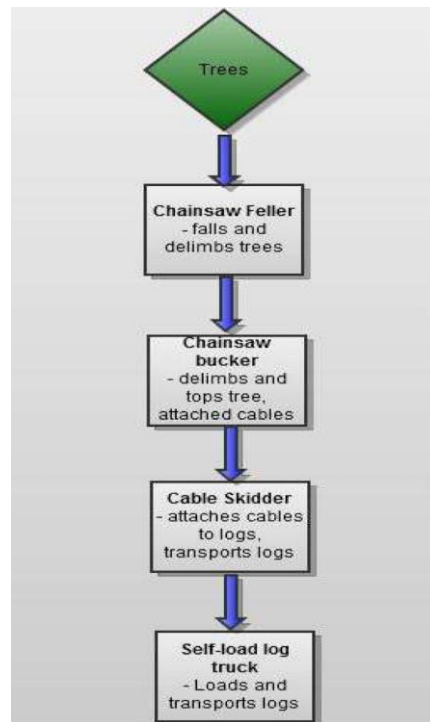 Trees
Chainsaw Feller
- falls and
delimbs trees
Chainsaw
bucker
- delimbs and
tops tree,
attached cables
Cable Skidder
- attaches cables
to logs,
transports logs
Self-load log
truck
- Loads and
transports logs